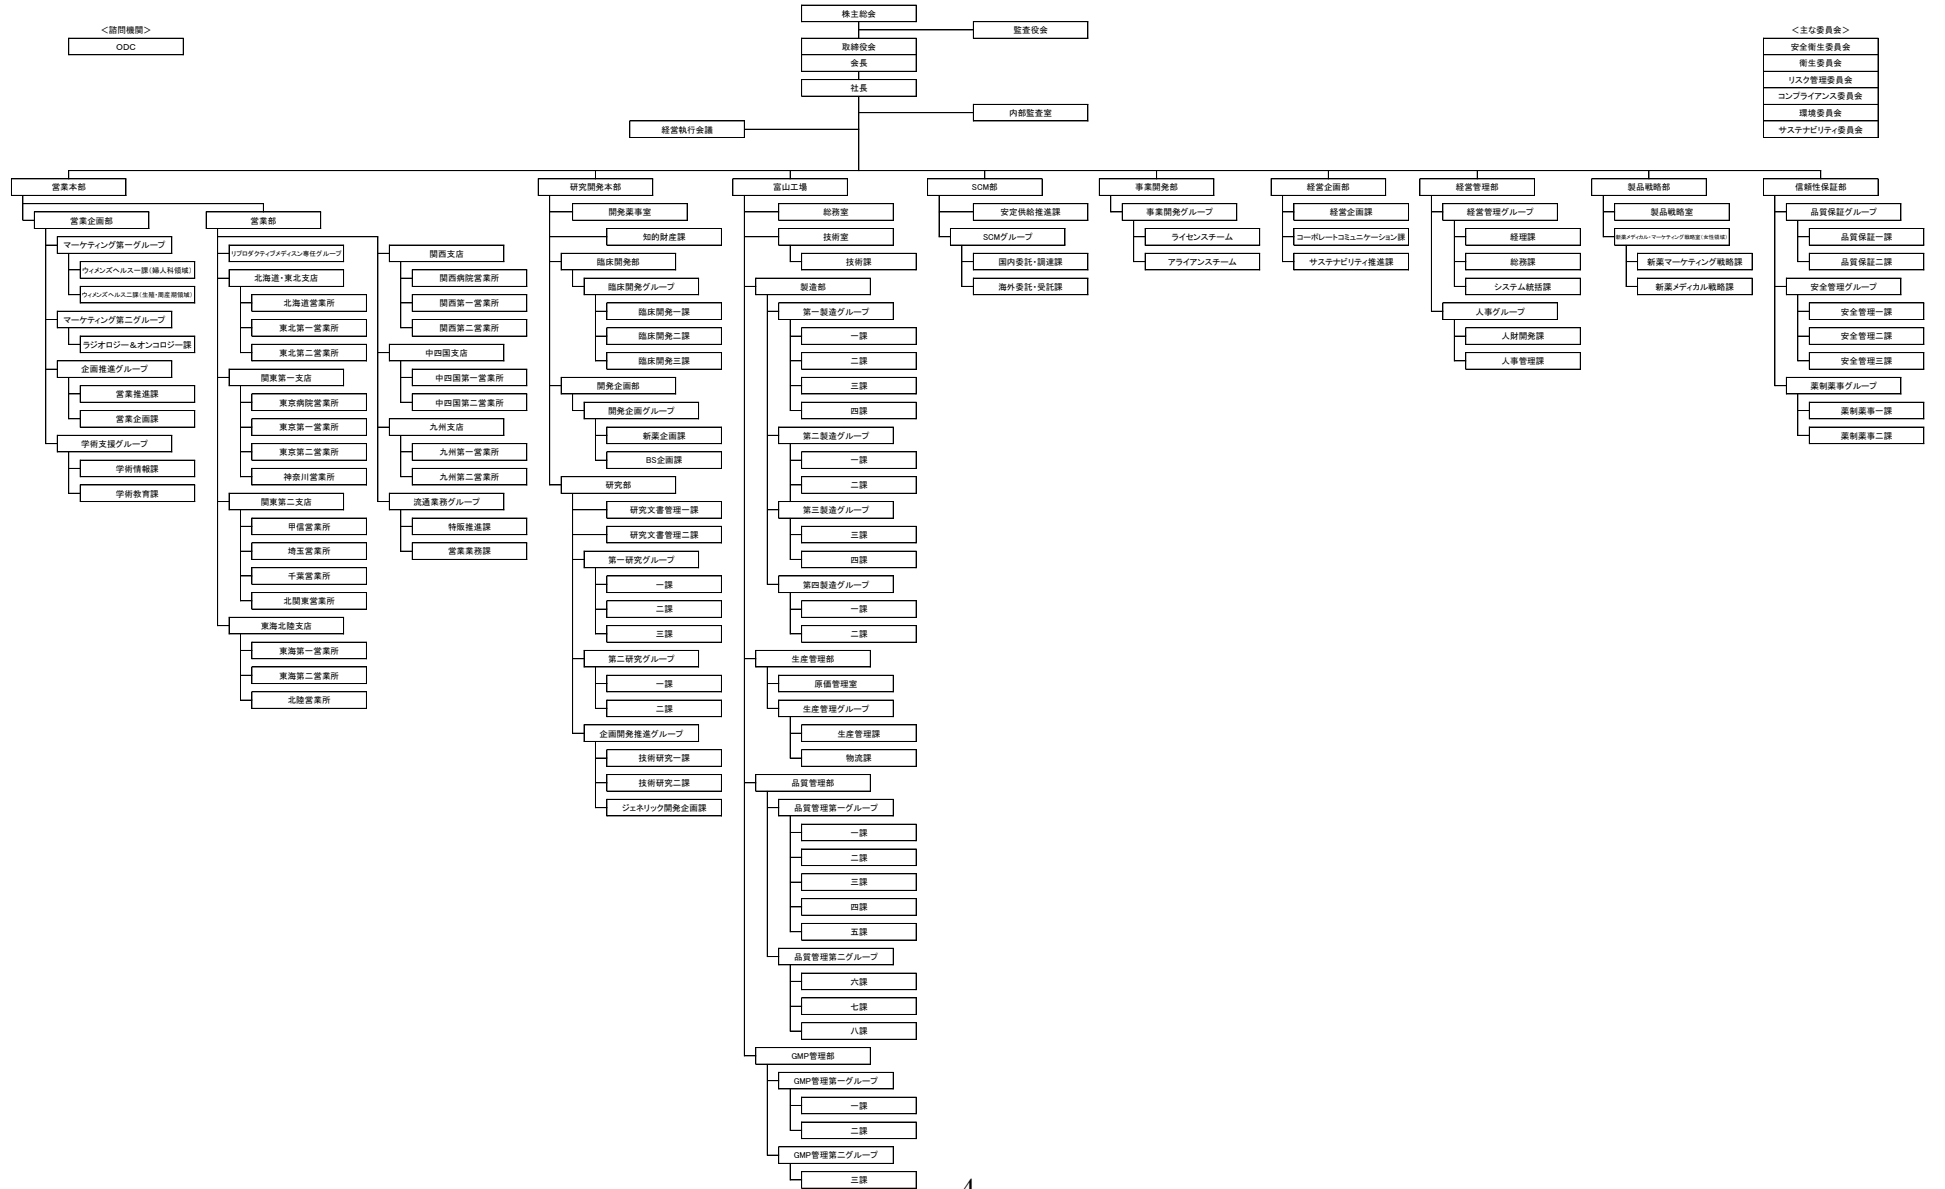 ＜諮問機関＞
ODC
株主総会
監査役会
取締役会
会長
社長
内部監査室
経営執行会議
＜主な委員会＞
安全衛生委員会
衛生委員会
リスク管理委員会
コンプライアンス委員会
環境委員会
サステナビリティ委員会
営業本部
営業企画部
マーケティング第一グループ
ウィメンズヘルス一課(婦人科領域)
ウィメンズヘルス二課(生殖・周産期領域)
マーケティング第二グループ
ラジオロジー＆オンコロジー課
企画推進グループ
営業推進課
営業企画課
学術支援グループ
学術情報課
学術教育課
営業部
リプロダクティブメディスン専任グループ
北海道・東北支店
北海道営業所
東北第一営業所
東北第二営業所
関東第一支店
東京病院営業所
東京第一営業所
東京第二営業所
神奈川営業所
関東第二支店
甲信営業所
埼玉営業所
千葉営業所
北関東営業所
東海北陸支店
東海第一営業所
東海第二営業所
北陸営業所
関西支店
関西病院営業所
関西第一営業所
関西第二営業所
中四国支店
中四国第一営業所
中四国第二営業所
九州支店
九州第一営業所
九州第二営業所
流通業務グループ
特販推進課
営業業務課
研究開発本部
開発薬事室
知的財産課
臨床開発部
臨床開発グループ
臨床開発一課
臨床開発二課
臨床開発三課
開発企画部
開発企画グループ
新薬企画課
BS企画課
研究部
研究文書管理一課
研究文書管理二課
第一研究グループ
一課
二課
三課
第二研究グループ
一課
二課
企画開発推進グループ
技術研究一課
技術研究二課
ジェネリック開発企画課
富山工場
総務室
技術室
技術課
製造部
第一製造グループ
一課
二課
三課
四課
第二製造グループ
一課
二課
第三製造グループ
三課
四課
第四製造グループ
一課
二課
生産管理部
原価管理室
生産管理グループ
生産管理課
物流課
品質管理部
品質管理第一グループ
一課
二課
三課
四課
五課
品質管理第二グループ
六課
七課
八課
GMP管理部
GMP管理第一グループ
一課
二課
GMP管理第二グループ
三課
SCM部
安定供給推進課
SCMグループ
国内委託・調達課
海外委託・受託課
事業開発部
事業開発グループ
ライセンスチーム
アライアンスチーム
経営企画部
経営企画課
コーポレートコミュニケーション課
サステナビリティ推進課
経営管理部
経営管理グループ
経理課
総務課
システム統括課
人事グループ
人財開発課
人事管理課
製品戦略部
製品戦略室
新薬メディカル・マーケティング戦略室(女性領域)
新薬マーケティング戦略課
新薬メディカル戦略課
信頼性保証部
品質保証グループ
品質保証一課
品質保証二課
安全管理グループ
安全管理一課
安全管理二課
安全管理三課
薬制薬事グループ
薬制薬事一課
薬制薬事二課
4